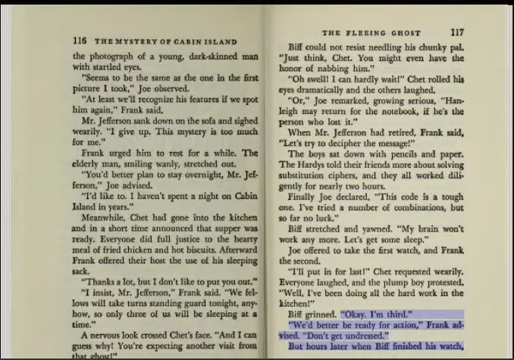 116 THE MYSTERY OF CABIN ISLAND
the photograph of a young, dark-skinned man
with startled eyes.
"Seems to be the same as the one in the first
picture I took," Joe observed.
"At least we'll recognize his features if we spot
him again," Frank said.
Mr. Jefferson sank down on the sofa and sighed
wearily. "I give up. This mystery is too much
for me."
Frank urged him to rest for a while. The
elderly man, smiling wanly, stretched out.
"You'd better plan to stay overnight, Mr. Jef-
ferson," Joe advised.
"I'd like to. I haven't spent a night on Cabin
Island in years."
Meanwhile, Chet had gone into the kitchen
and in a short time announced that supper was
ready. Everyone did full justice to the hearty
meal of fried chicken and hot biscuits. Afterward
Frank offered their host the use of his sleeping
sack.
"Thanks a lot, but I don't like to put you out."
"I insist, Mr. Jefferson," Frank said. "We fel-
lows will take turns standing guard tonight, any-
how, so only three of us will be sleeping at a
time."
A nervous look crossed Chet's face. "And I can
guess why! You're expecting another visit from
that ghost!"
THE FLEEING GHOST 117
Biff could not resist needling his chunky pal.
"Just think, Chet. You might even have the
honor of nabbing him."
"Oh swell! I can hardly wait!" Chet rolled his
eyes dramatically and the others laughed.
"Or," Joe remarked, growing serious, "Han-
leigh may return for the notebook, if he's the
person who lost it."
When Mr. Jefferson had retired, Frank said,
"Let's try to decipher the message!"
The boys sat down with pencils and paper.
The Hardys told their friends more about solving
substitution ciphers, and they all worked dili-
gently for nearly two hours.
Finally Joe declared, "This code is a tough
one. I've tried a number of combinations, but
so far no luck."
Biff stretched and yawned. "My brain won't
work any more. Let's get some sleep."
Joe offered to take the first watch, and Frank
the second.
"I'll put in for last!" Chet requested wearily.
Everyone laughed, and the plump boy protested,
"Well, I've been doing all the hard work in the
kitchen!"
Biff grinned. "Okay. I'm third."
"We'd better be ready for action," Frank ad-
vised. "Don't get undressed."
But hours later when Biff finished his watch,